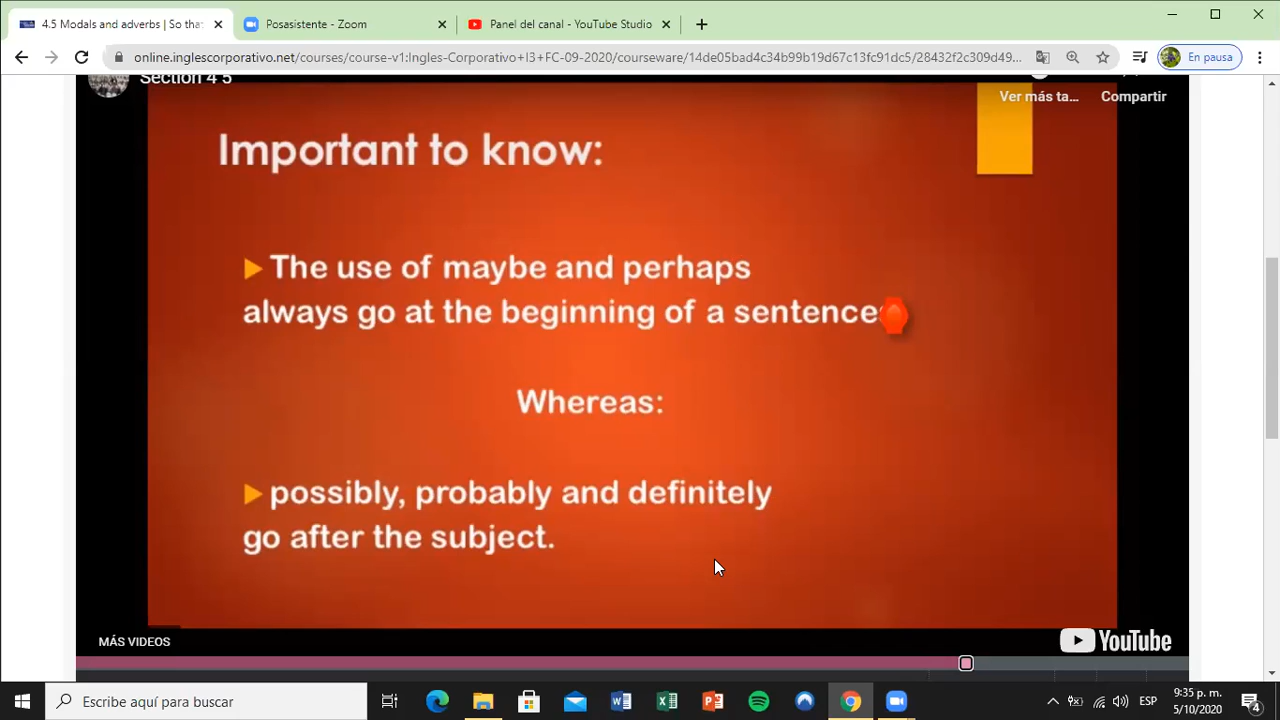 4.5 Modals and adverbs | So tha
Posasistente - Zoom
Panel del canal - YouTube Studio
online.inglescorporativo.net/courses/course-v1:Ingles-Corporativo+I3+FC-09-2020/courseware/14de05bad4c34b99b19d67c13fc91dc5/28432f2c309d49...
En pausa
Section 4 5
Ver más ta...
Compartir
Important to know:
The use of maybe and perhaps
always go at the beginning of a sentence
Whereas:
possibly, probably and definitely
go after the subject.
MÁS VIDEOS
YouTube
Escribe aquí para buscar
ESP
9:35 p. m.
5/10/2020
4